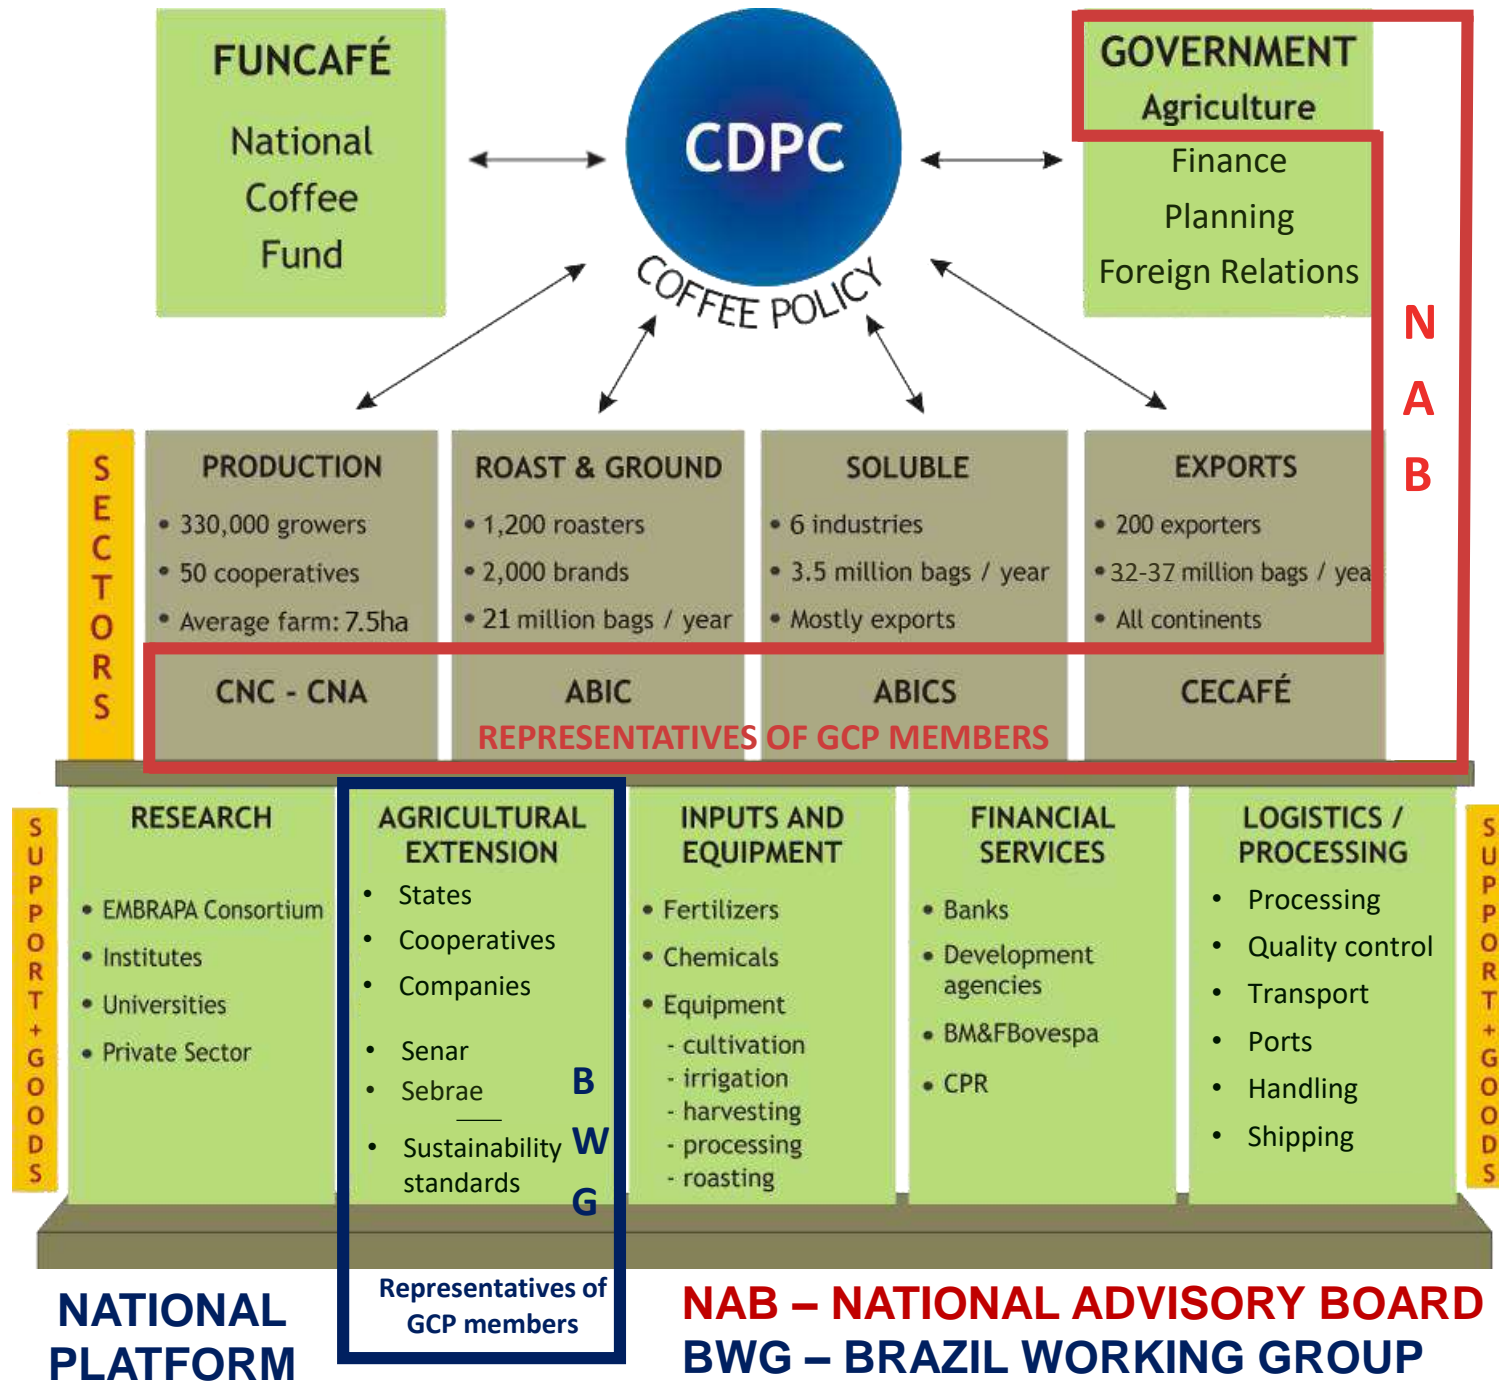 FUNCAFÉ
National
Coffee
Fund
CDPC
COFFEE POLICY
GOVERNMENT
Agriculture
Finance
Planning
Foreign Relations
N
A
B
SECTORS
PRODUCTION
• 330,000 growers
• 50 cooperatives
• Average farm: 7.5ha
CNC - CNA
ROAST & GROUND
• 1,200 roasters
• 2,000 brands
• 21 million bags / year
ABIC
SOLUBLE
• 6 industries
• 3.5 million bags / year
• Mostly exports
ABICS
EXPORTS
• 200 exporters
• 32-37 million bags / yea
• All continents
CECAFÉ
REPRESENTATIVES OF GCP MEMBERS
SUPPORT+GOODS
RESEARCH
• EMBRAPA Consortium
• Institutes
• Universities
• Private Sector
AGRICULTURAL
EXTENSION
• States
• Cooperatives
• Companies
• Senar
• Sebrae
• Sustainability
standards
B
W
G
Representatives of
GCP members
INPUTS AND
EQUIPMENT
• Fertilizers
• Chemicals
• Equipment
- cultivation
- irrigation
- harvesting
- processing
- roasting
FINANCIAL
SERVICES
• Banks
• Development
agencies
• BM&FBovespa
• CPR
LOGISTICS /
PROCESSING
• Processing
• Quality control
• Transport
• Ports
• Handling
• Shipping
SUPPORT+GOODS
NATIONAL
PLATFORM
NAB – NATIONAL ADVISORY BOARD
BWG – BRAZIL WORKING GROUP